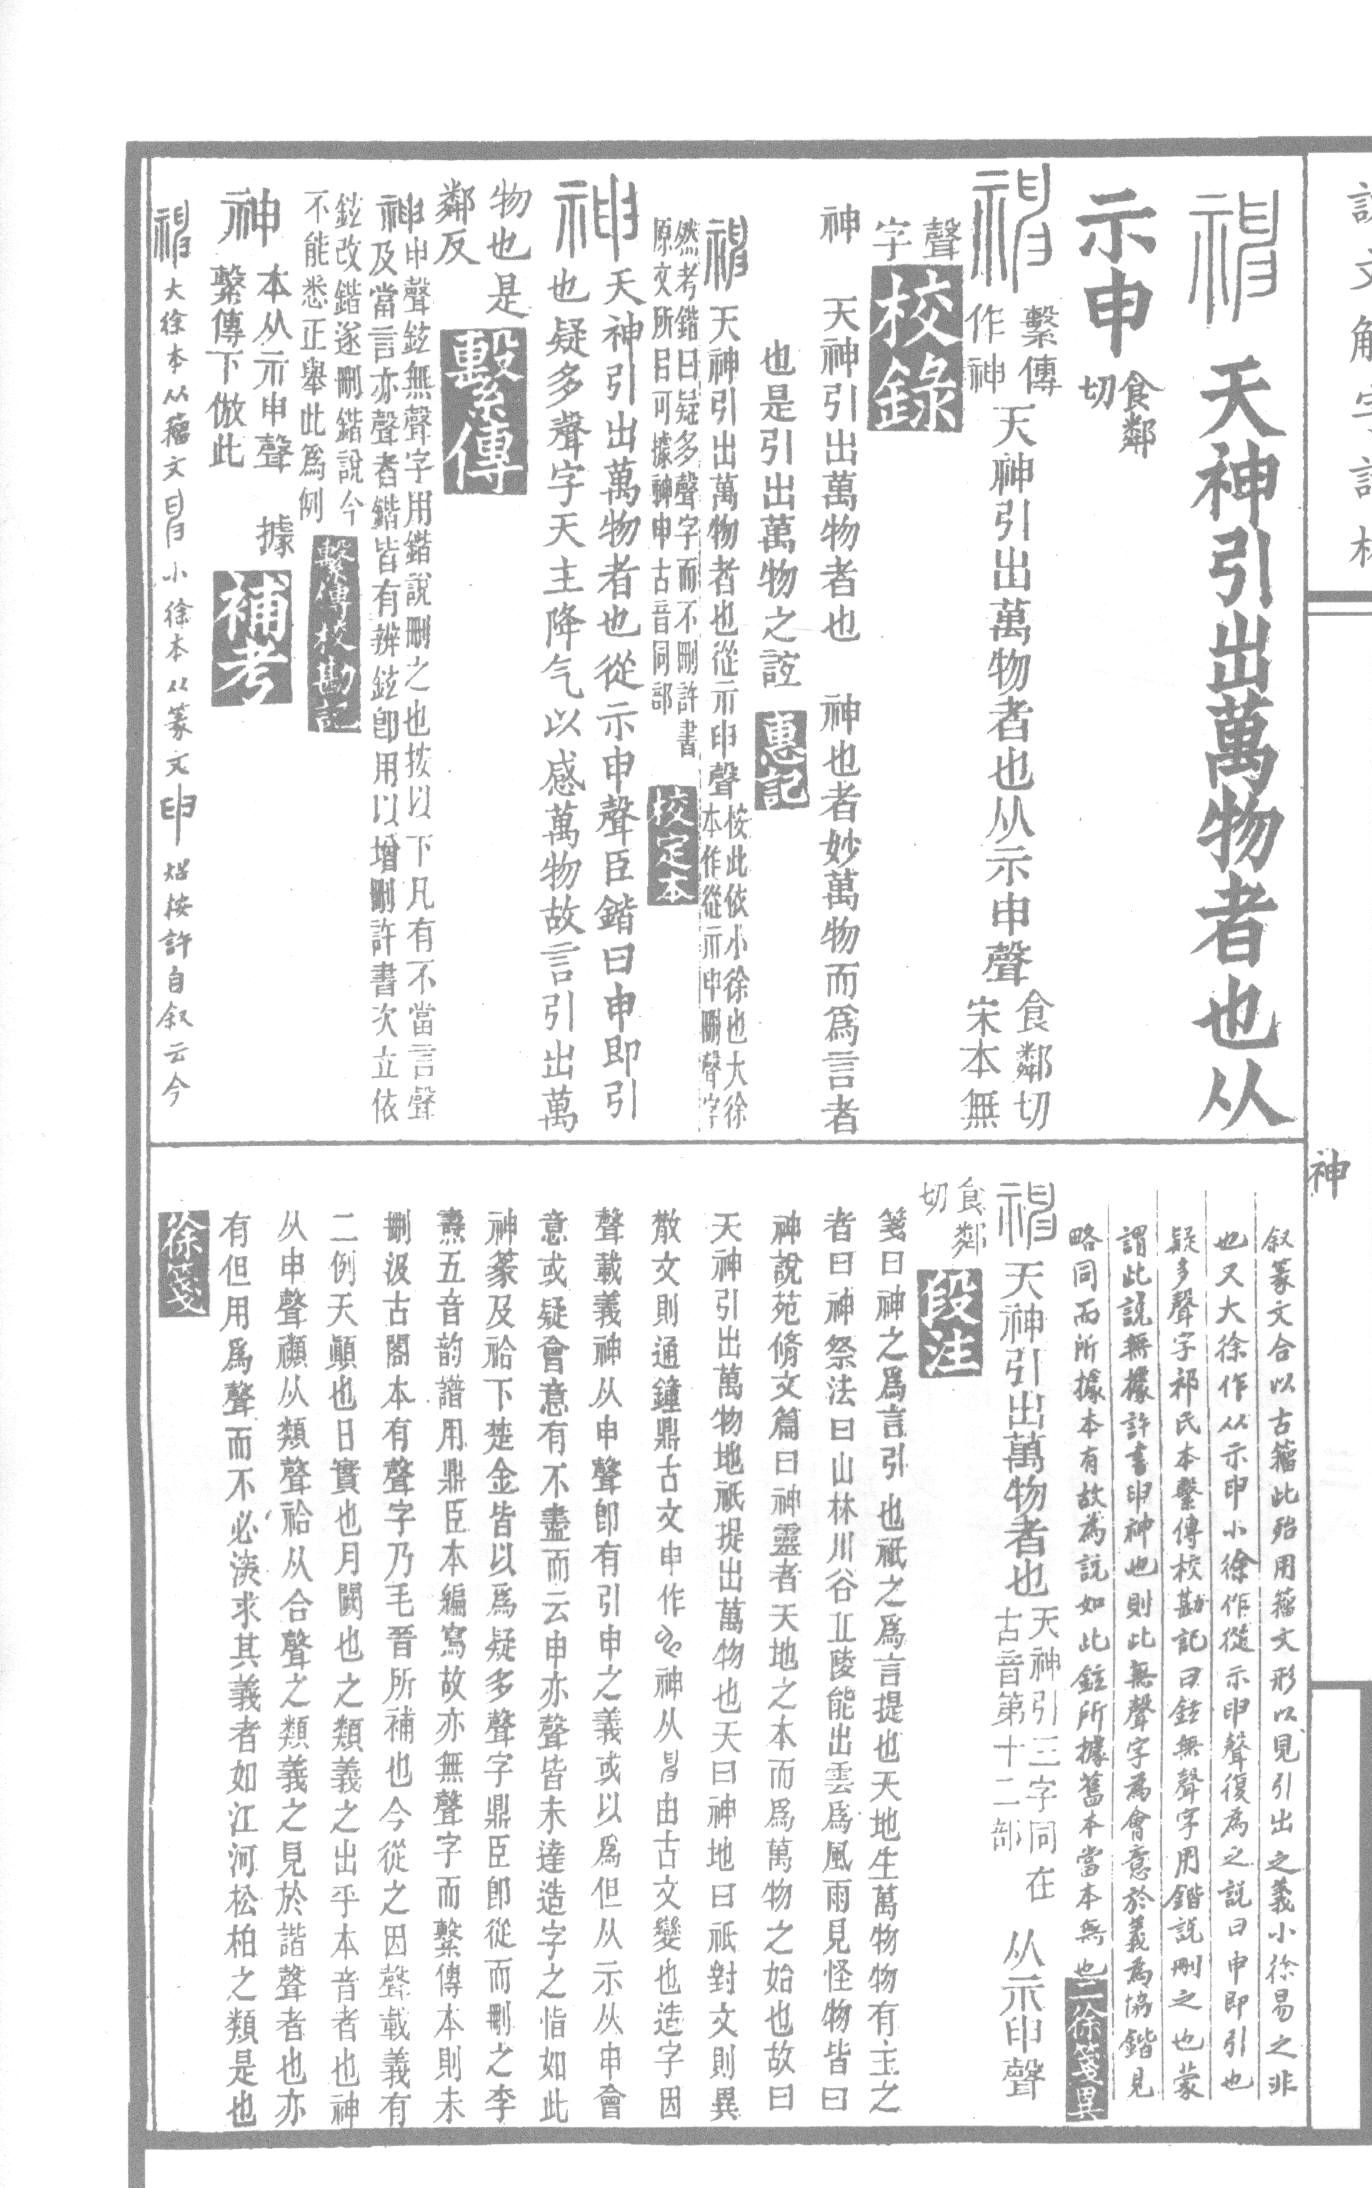 天神引出萬物者也从
示申
食鄰
切
繫傳
作神
天神引出萬物者也从示申聲
食鄰切
宋本無
聲
字
校錄
神
天神引出萬物者也
神也者妙萬物而爲言者
也是引出萬物之誼
惠記
天神引出萬物者也從示申聲
按此依小徐也大徐
本作從示申刪聲字
然考鍇曰疑多聲字而不刪許書
原文所㠯可據神申古音同部
校定本
天神引出萬物者也從示申聲臣鍇曰申即引
也疑多聲字天主降气以感萬物故言引出萬
物也是
鄰反
繫傳
神申聲鉉無聲字用鍇說刪之也按以下凡有不當言聲
及當言亦聲者鍇皆有辨鉉卽用以增刪許書次立依
鉉改鍇遂刪鍇說今
不能悉正舉此爲例
繫傳校勘記
神
本从示申聲
據
繫傳下倣此
補考
大徐本从籀文
小徐本从篆文
按許自叙云今
說文解字詁林
神
叙篆文合以古籀此殆用籀文形以見引出之義小徐易之非
也又大徐作从示申小徐作從示申聲復為之說曰申即引也
疑多聲字祁氏本繫傳校勘記曰鉉無聲字用鍇說刪之也蒙
謂此說無據許書申神也則此無聲字為會意於義為協鍇見
略同而所據本有故為說如此鉉所據舊本當本無也
二徐箋異
天神引出萬物者也
天神引三字同在
古音第十二部
从示申聲
食鄰
切
段注
箋曰神之爲言引也祇之爲言提也天地生萬物物有主之
者曰神祭法曰山林川谷丘陵能出雲爲風雨見怪物皆曰
神說苑脩文篇曰神靈者天地之本而爲萬物之始也故曰
天神引出萬物地祇提出萬物也天曰神地曰祇對文則異
散文則通鐘鼎古文申作神从由古文變也造字因
聲載義神从申聲卽有引申之義或以爲但从示从申會
意或疑會意有不盡而云申亦聲皆未達造字之恉如此
神篆及祫下楚金皆以爲疑多聲字鼎臣卽從而刪之李
燾五音韵譜用鼎臣本編寫故亦無聲字而繫傳本則未
刪汲古閣本有聲字乃毛晉所補也今從之因聲載義有
二例天顚也日實也月闕也之類義之出乎本音者也神
从申聲禷从類聲祫从合聲之類義之見於諧聲者也亦
有但用爲聲而不必淡求其義者如江河松柏之類是也
徐箋